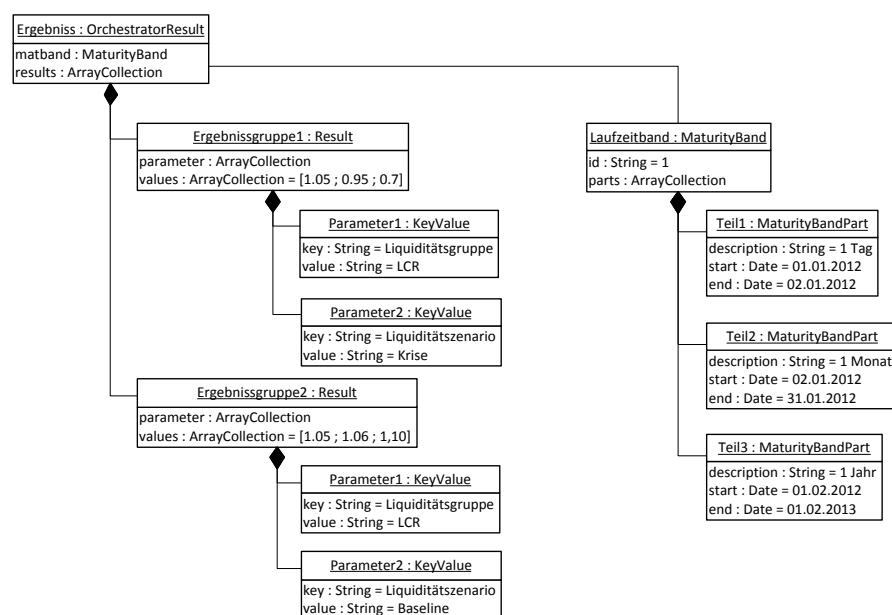 Ergebniss : OrchestratorResult
matband : MaturityBand
results : ArrayCollection
Ergebnissgruppe1 : Result
parameter : ArrayCollection
values : ArrayCollection = [1.05 ; 0.95 ; 0.7]
Parameter1 : KeyValue
key : String = Liquiditätsgruppe
value : String = LCR
Parameter2 : KeyValue
key : String = Liquiditätszenario
value : String = Krise
Ergebnissgruppe2 : Result
parameter : ArrayCollection
values : ArrayCollection = [1.05 ; 1.06 ; 1,10]
Parameter1 : KeyValue
key : String = Liquiditätsgruppe
value : String = LCR
Parameter2 : KeyValue
key : String = Liquiditätszenario
value : String = Baseline
Laufzeitband : MaturityBand
id : String = 1
parts : ArrayCollection
Teil1 : MaturityBandPart
description : String = 1 Tag
start : Date = 01.01.2012
end : Date = 02.01.2012
Teil2 : MaturityBandPart
description : String = 1 Monat
start : Date = 02.01.2012
end : Date = 31.01.2012
Teil3 : MaturityBandPart
description : String = 1 Jahr
start : Date = 01.02.2012
end : Date = 01.02.2013